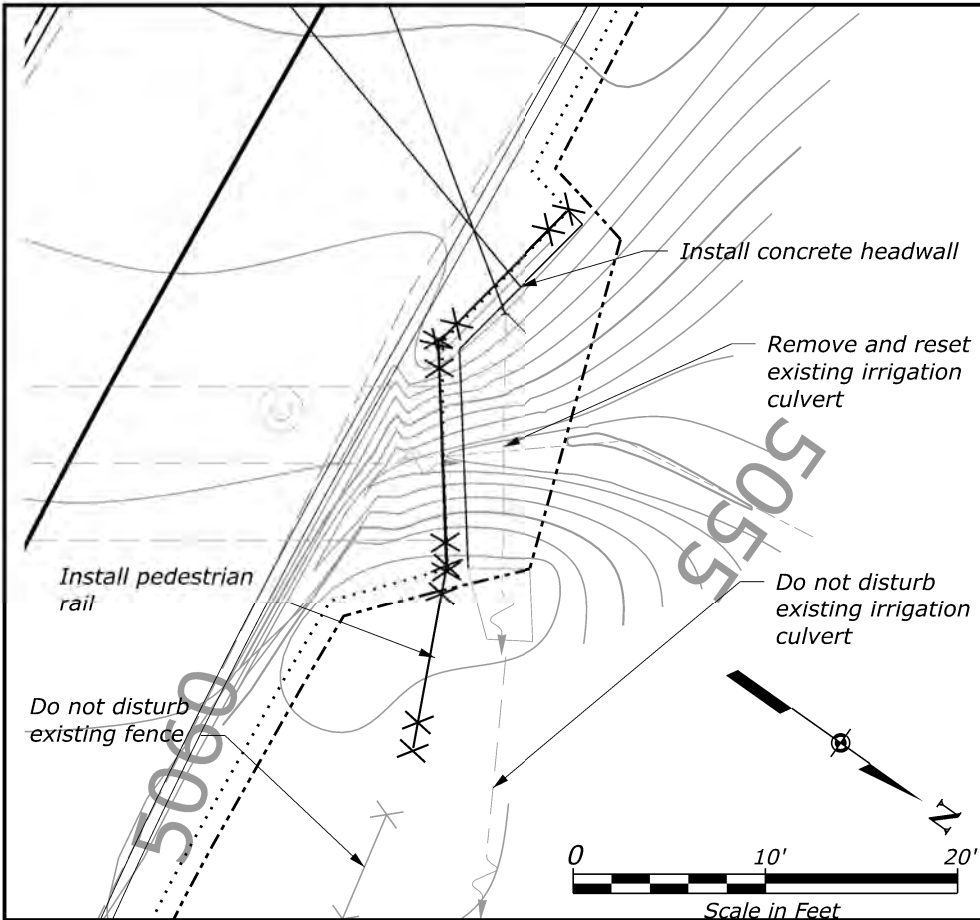 Install concrete headwall
Remove and reset
existing irrigation
culvert
5055
Install pedestrian
rail
Do not disturb
existing irrigation
culvert
Do not disturb
existing fence
5060
N
0 10' 20'
Scale in Feet